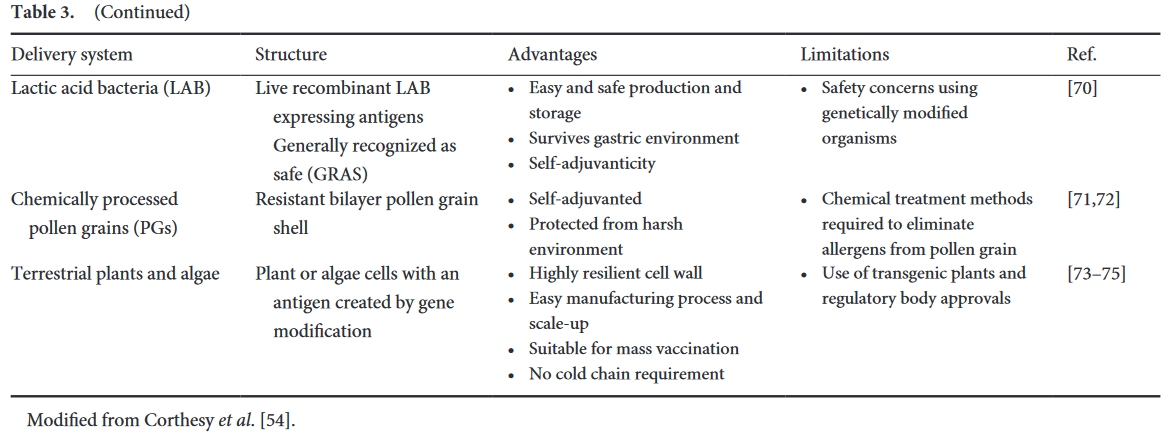 Table 3. (Continued)
Delivery system Structure Advantages Limitations Ref.
Lactic acid bacteria (LAB)
Live recombinant LAB
expressing antigens
Generally recognized as
safe (GRAS)
• Easy and safe production and
storage
• Survives gastric environment
• Self-adjuvanticity
• Safety concerns using
genetically modified
organisms
[70]
Chemically processed
pollen grains (PGs)
Resistant bilayer pollen grain
shell
• Self-adjuvanted
• Protected from harsh
environment
• Chemical treatment methods
required to eliminate
allergens from pollen grain
[71,72]
Terrestrial plants and algae
Plant or algae cells with an
antigen created by gene
modification
• Highly resilient cell wall
• Easy manufacturing process and
scale-up
• Suitable for mass vaccination
• No cold chain requirement
• Use of transgenic plants and
regulatory body approvals
[73–75]
Modified from Corthesy et al. [54].